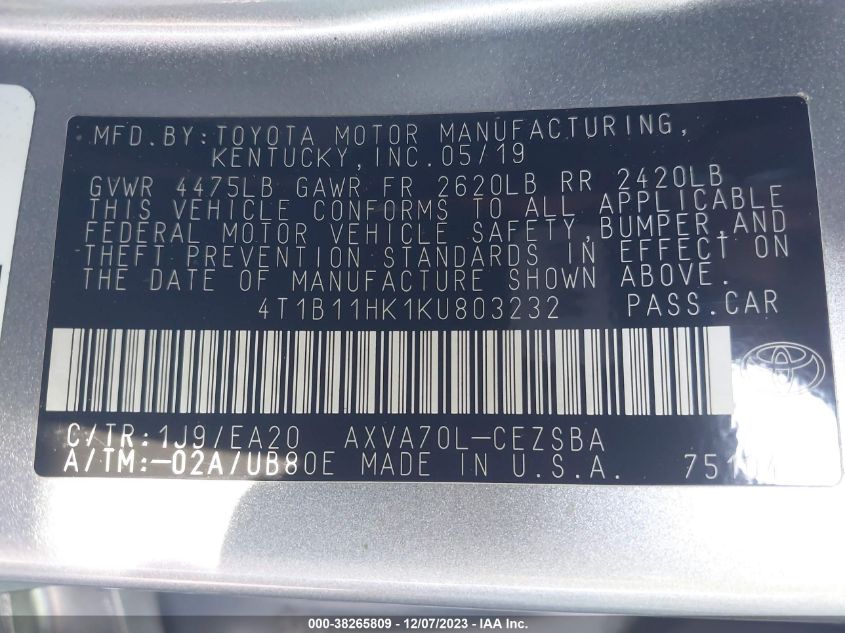 MFD. BY: TOYOTA MOTOR MANUFACTURING,
KENTUCKY, INC. 05/19
GVWR 4475LB GAWR FR 2620LB RR 2420LB
THIS VEHICLE CONFORMS TO ALL APPLICABLE
FEDERAL MOTOR VEHICLE SAFETY, BUMPER, AND
THEFT PREVENTION STANDARDS IN EFFECT ON
THE DATE OF MANUFACTURE SHOWN ABOVE.
4T1B11HK1KU803232 PASS. CAR
C/TR: 1J9/EA20 AXVA70L-CEZSBA
A/TM: -02A/UB80E MADE IN U.S.A.
000-38265809 - 12/07/2023 - IAA Inc.